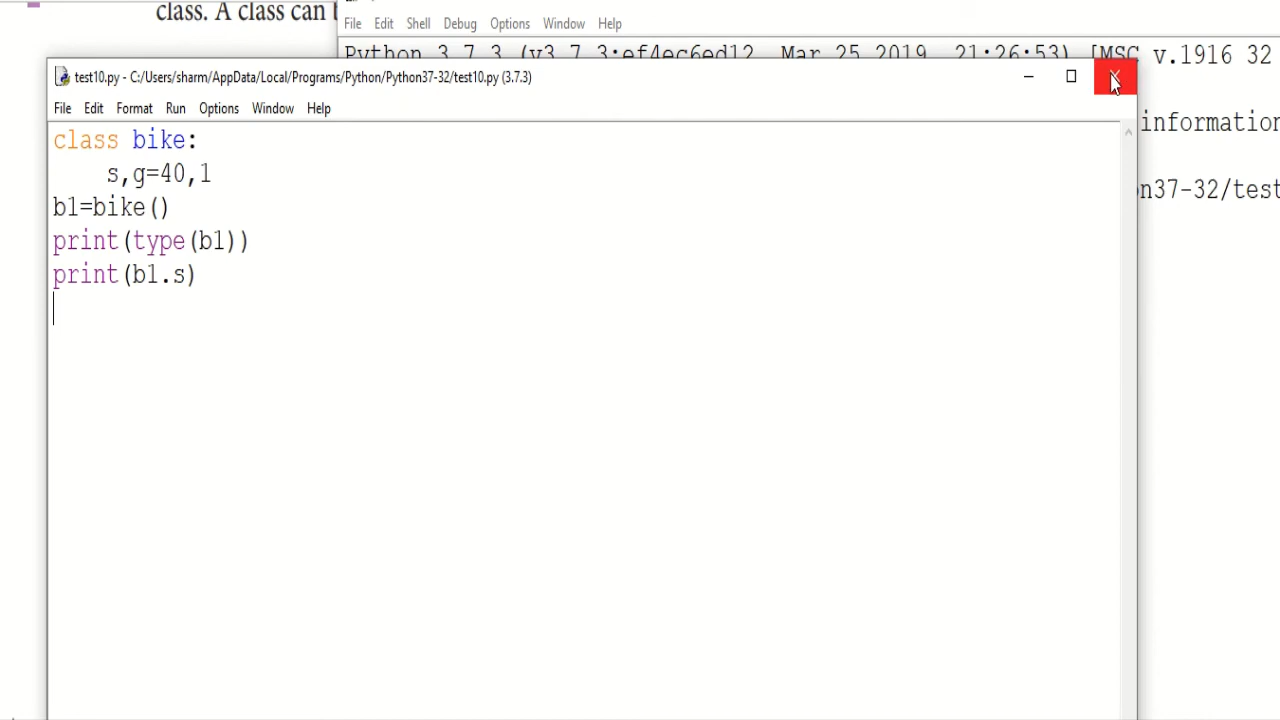 class. A class can
File Edit Shell Debug Options Window Help
Python 3.7.3 (v3.7.3:ef4ec6ed12, Mar 25 2019, 21:26:53) [MSC v.1916 32
test10.py - C:/Users/sharm/AppData/Local/Programs/Python/Python37-32/test10.py (3.7.3)
File Edit Format Run Options Window Help
information
n37-32/test
class bike:
    s,g=40,1
b1=bike()
print(type(b1))
print(b1.s)